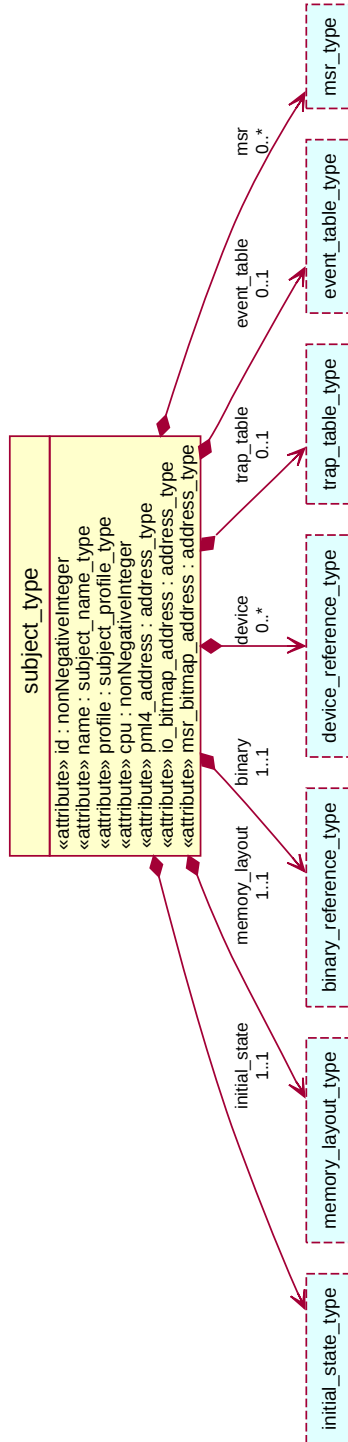 subject_type
«attribute» id : nonNegativeInteger
«attribute» name : subject_name_type
«attribute» profile : subject_profile_type
«attribute» cpu : nonNegativeInteger
«attribute» pml4_address : address_type
«attribute» io_bitmap_address : address_type
«attribute» msr_bitmap_address : address_type
initial_state
1..1
memory_layout
1..1
binary
1..1
device
0..*
trap_table
0..1
event_table
0..1
msr
0..*
initial_state_type
memory_layout_type
binary_reference_type
device_reference_type
trap_table_type
event_table_type
msr_type